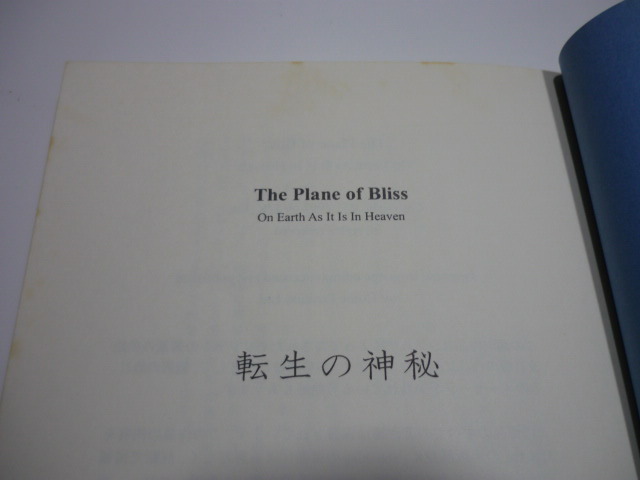 The Plane of Bliss
On Earth As It Is In Heaven
転生の神秘